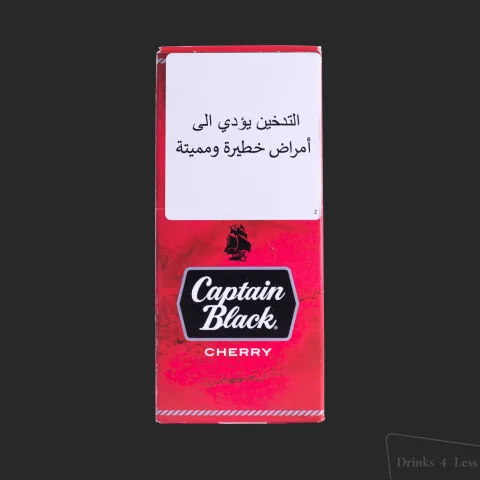 التدخين يؤدي الى
أمراض خطيرة ومميتة
2
Captain
Black®
CHERRY
Drinks 4 Less